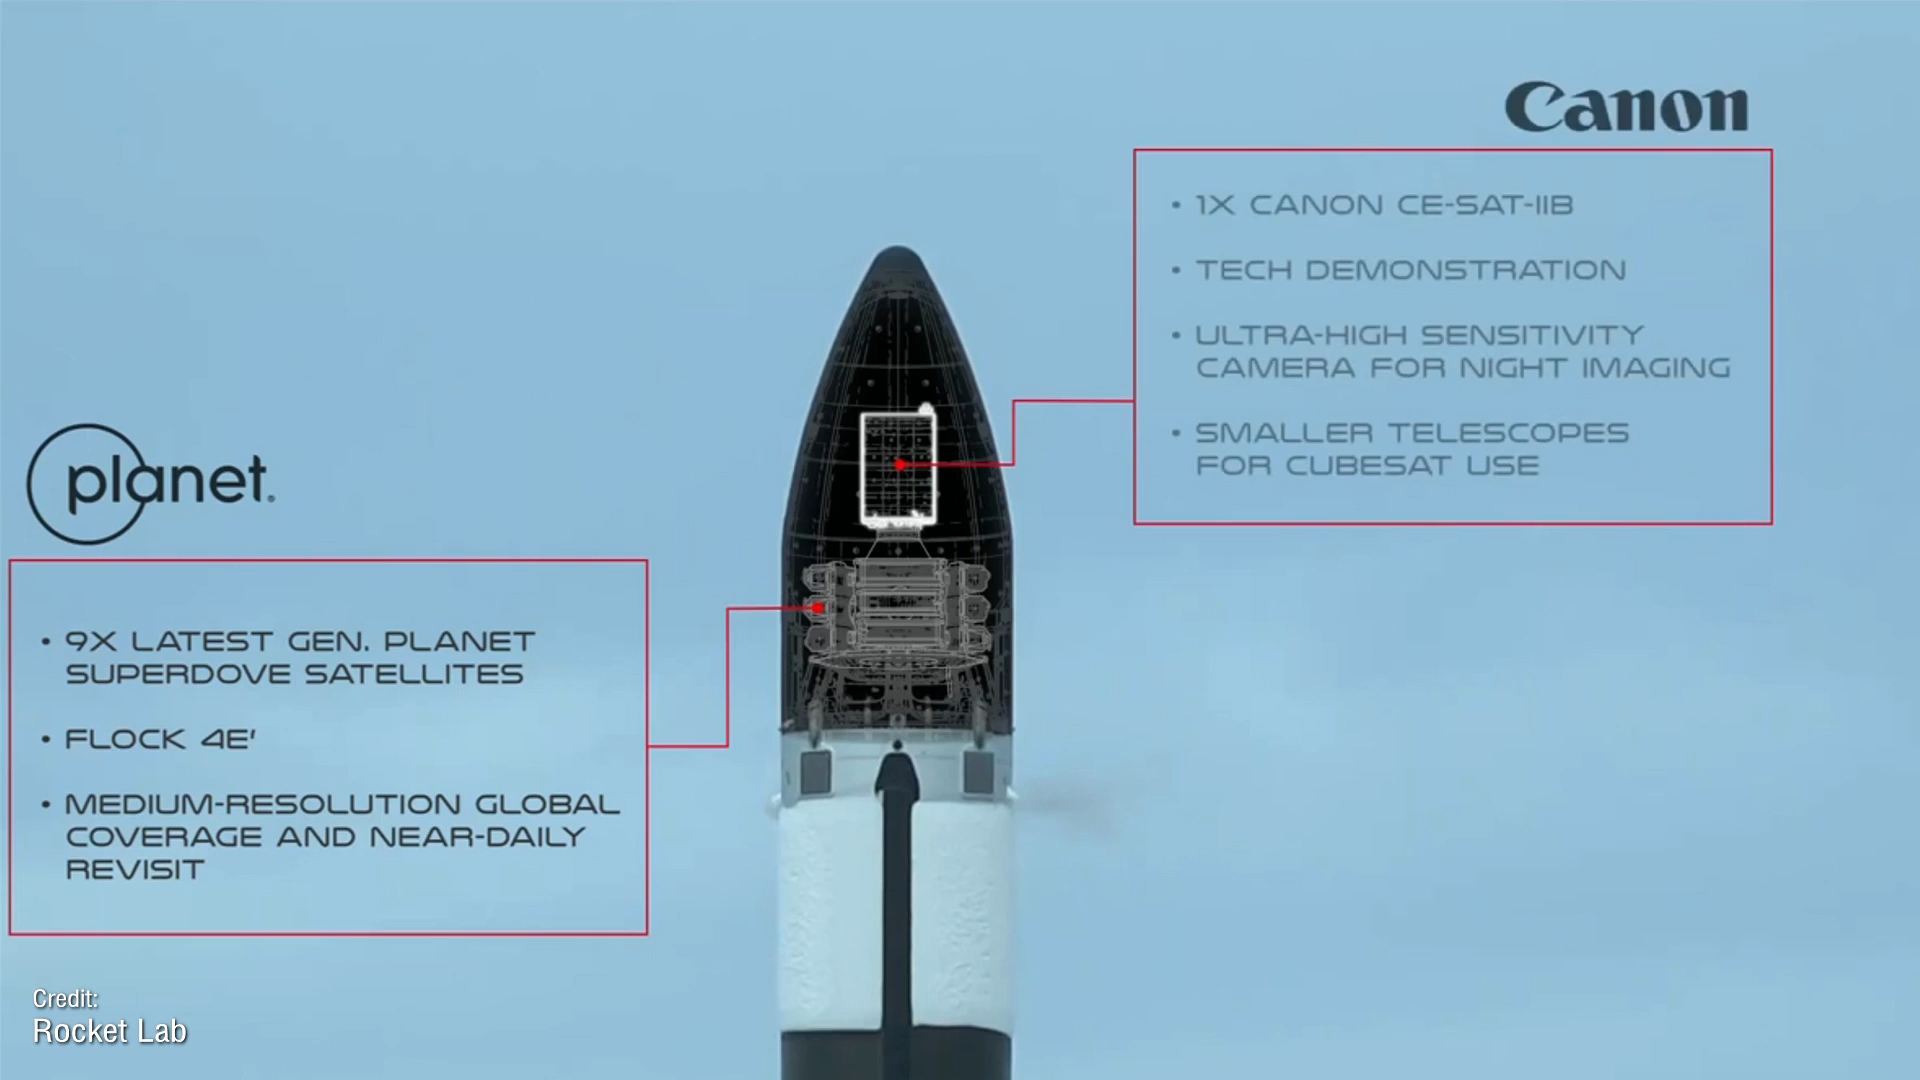 Canon
• 1X CANON CE-SAT-IIB
• TECH DEMONSTRATION
• ULTRA-HIGH SENSITIVITY
CAMERA FOR NIGHT IMAGING
• SMALLER TELESCOPES
FOR CUBESAT USE
planet.
• 9X LATEST GEN. PLANET
SUPERDOVE SATELLITES
• FLOCK 4E'
• MEDIUM-RESOLUTION GLOBAL
COVERAGE AND NEAR-DAILY
REVISIT
Credit:
Rocket Lab